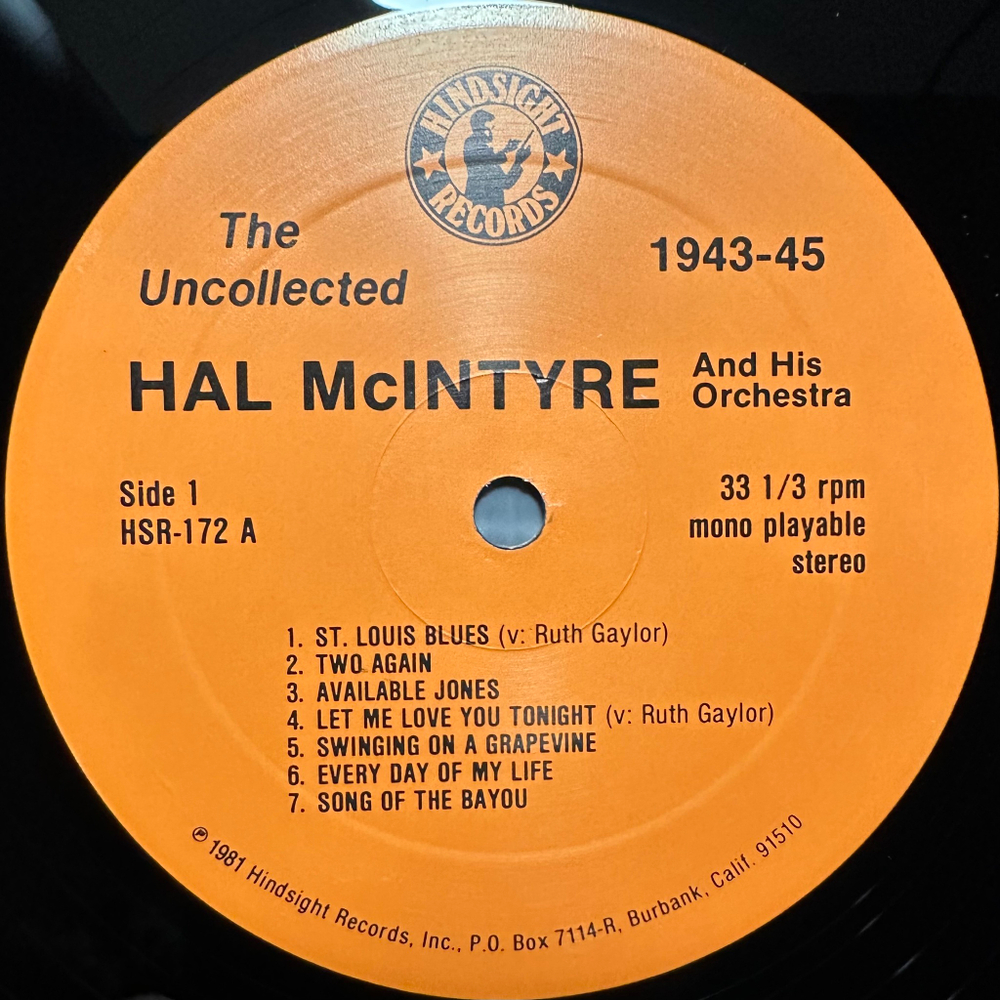 HINDSIGHT
RECORDS
The
Uncollected
1943-45
HAL McINTYRE And His
Orchestra
Side 1
HSR-172 A
33 1/3 rpm
mono playable
stereo
1. ST. LOUIS BLUES (v: Ruth Gaylor)
2. TWO AGAIN
3. AVAILABLE JONES
4. LET ME LOVE YOU TONIGHT (v: Ruth Gaylor)
5. SWINGING ON A GRAPEVINE
6. EVERY DAY OF MY LIFE
7. SONG OF THE BAYOU
℗ 1981 Hindsight Records, Inc., P.O. Box 7114-R, Burbank, Calif. 91510